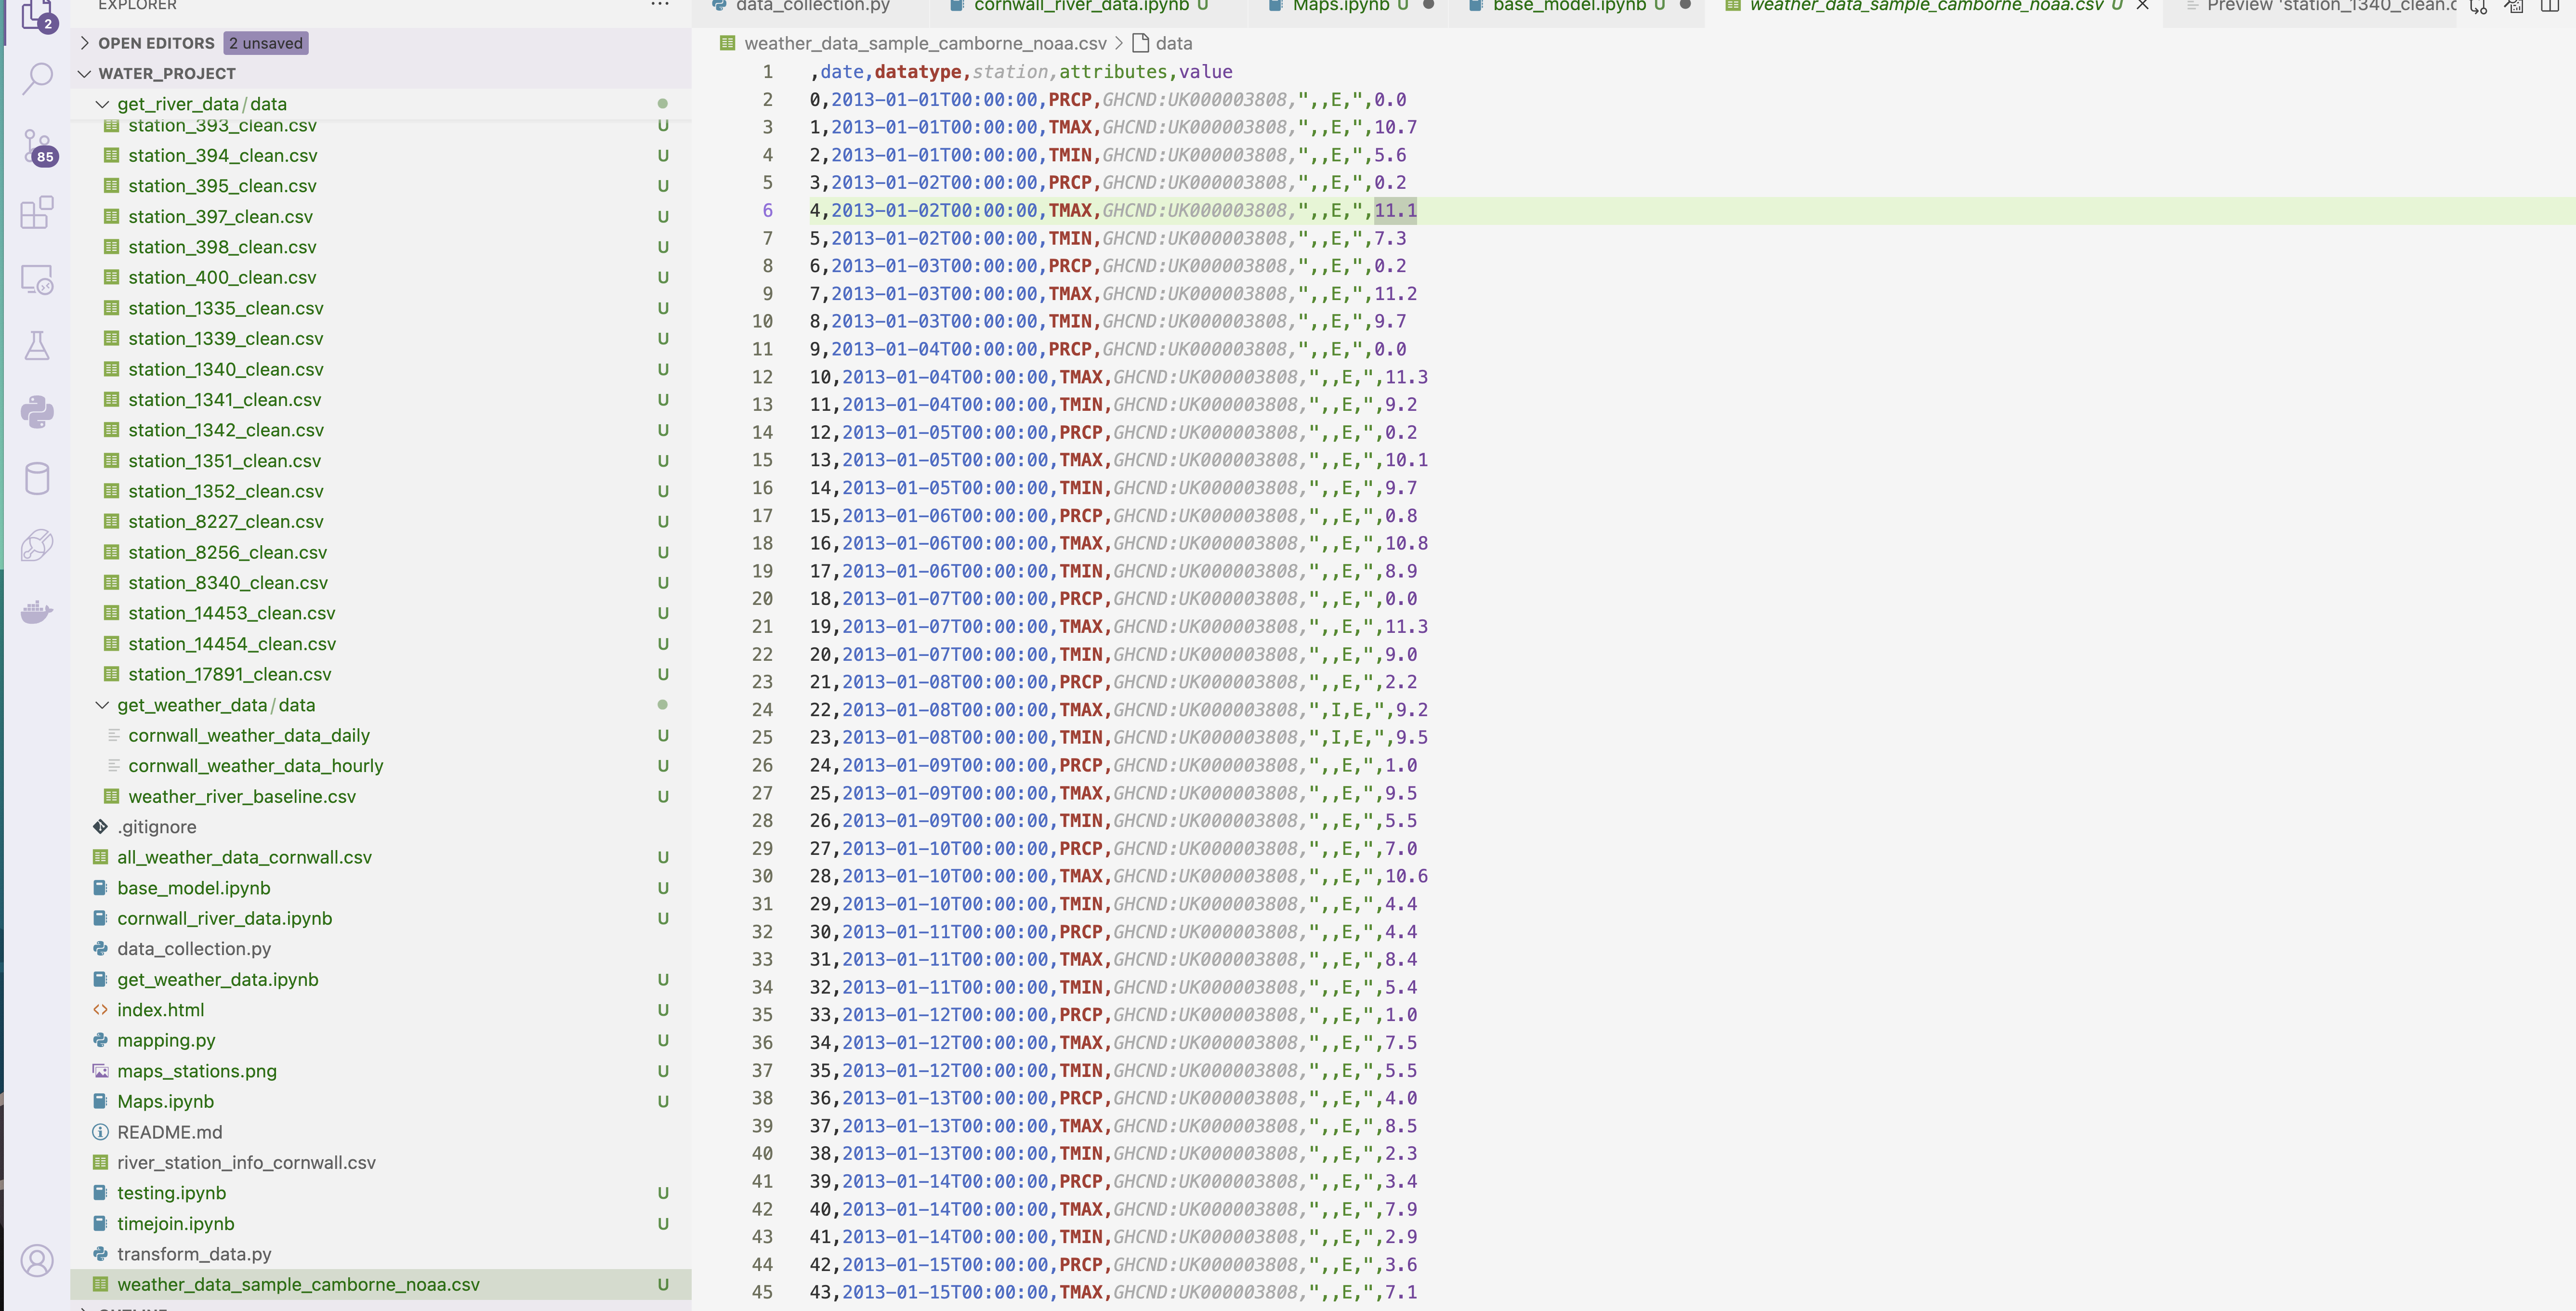 EXPLORER
2
OPEN EDITORS 2 unsaved
WATER_PROJECT
get_river_data/data
station_393_clean.csv U
station_394_clean.csv U
station_395_clean.csv U
station_397_clean.csv U
station_398_clean.csv U
station_400_clean.csv U
station_1335_clean.csv U
station_1339_clean.csv U
station_1340_clean.csv U
station_1341_clean.csv U
station_1342_clean.csv U
station_1351_clean.csv U
station_1352_clean.csv U
station_8227_clean.csv U
station_8256_clean.csv U
station_8340_clean.csv U
station_14453_clean.csv U
station_14454_clean.csv U
station_17891_clean.csv U
get_weather_data/data
cornwall_weather_data_daily U
cornwall_weather_data_hourly U
weather_river_baseline.csv U
.gitignore
all_weather_data_cornwall.csv U
base_model.ipynb U
cornwall_river_data.ipynb U
data_collection.py
get_weather_data.ipynb U
index.html U
mapping.py U
maps_stations.png U
Maps.ipynb U
README.md
river_station_info_cornwall.csv
testing.ipynb U
timejoin.ipynb U
transform_data.py
weather_data_sample_camborne_noaa.csv U
85
data_collection.py cornwall_river_data.ipynb U Maps.ipynb U base_model.ipynb U weather_data_sample_camborne_noaa.csv U Preview 'station_1340_clean.c
weather_data_sample_camborne_noaa.csv > data
1 ,date,datatype,station,attributes,value
2 0,2013-01-01T00:00:00,PRCP,GHCND:UK000003808,",,E,",0.0
3 1,2013-01-01T00:00:00,TMAX,GHCND:UK000003808,",,E,",10.7
4 2,2013-01-01T00:00:00,TMIN,GHCND:UK000003808,",,E,",5.6
5 3,2013-01-02T00:00:00,PRCP,GHCND:UK000003808,",,E,",0.2
6 4,2013-01-02T00:00:00,TMAX,GHCND:UK000003808,",,E,",11.1
7 5,2013-01-02T00:00:00,TMIN,GHCND:UK000003808,",,E,",7.3
8 6,2013-01-03T00:00:00,PRCP,GHCND:UK000003808,",,E,",0.2
9 7,2013-01-03T00:00:00,TMAX,GHCND:UK000003808,",,E,",11.2
10 8,2013-01-03T00:00:00,TMIN,GHCND:UK000003808,",,E,",9.7
11 9,2013-01-04T00:00:00,PRCP,GHCND:UK000003808,",,E,",0.0
12 10,2013-01-04T00:00:00,TMAX,GHCND:UK000003808,",,E,",11.3
13 11,2013-01-04T00:00:00,TMIN,GHCND:UK000003808,",,E,",9.2
14 12,2013-01-05T00:00:00,PRCP,GHCND:UK000003808,",,E,",0.2
15 13,2013-01-05T00:00:00,TMAX,GHCND:UK000003808,",,E,",10.1
16 14,2013-01-05T00:00:00,TMIN,GHCND:UK000003808,",,E,",9.7
17 15,2013-01-06T00:00:00,PRCP,GHCND:UK000003808,",,E,",0.8
18 16,2013-01-06T00:00:00,TMAX,GHCND:UK000003808,",,E,",10.8
19 17,2013-01-06T00:00:00,TMIN,GHCND:UK000003808,",,E,",8.9
20 18,2013-01-07T00:00:00,PRCP,GHCND:UK000003808,",,E,",0.0
21 19,2013-01-07T00:00:00,TMAX,GHCND:UK000003808,",,E,",11.3
22 20,2013-01-07T00:00:00,TMIN,GHCND:UK000003808,",,E,",9.0
23 21,2013-01-08T00:00:00,PRCP,GHCND:UK000003808,",,E,",2.2
24 22,2013-01-08T00:00:00,TMAX,GHCND:UK000003808,",I,E,",9.2
25 23,2013-01-08T00:00:00,TMIN,GHCND:UK000003808,",I,E,",9.5
26 24,2013-01-09T00:00:00,PRCP,GHCND:UK000003808,",,E,",1.0
27 25,2013-01-09T00:00:00,TMAX,GHCND:UK000003808,",,E,",9.5
28 26,2013-01-09T00:00:00,TMIN,GHCND:UK000003808,",,E,",5.5
29 27,2013-01-10T00:00:00,PRCP,GHCND:UK000003808,",,E,",7.0
30 28,2013-01-10T00:00:00,TMAX,GHCND:UK000003808,",,E,",10.6
31 29,2013-01-10T00:00:00,TMIN,GHCND:UK000003808,",,E,",4.4
32 30,2013-01-11T00:00:00,PRCP,GHCND:UK000003808,",,E,",4.4
33 31,2013-01-11T00:00:00,TMAX,GHCND:UK000003808,",,E,",8.4
34 32,2013-01-11T00:00:00,TMIN,GHCND:UK000003808,",,E,",5.4
35 33,2013-01-12T00:00:00,PRCP,GHCND:UK000003808,",,E,",1.0
36 34,2013-01-12T00:00:00,TMAX,GHCND:UK000003808,",,E,",7.5
37 35,2013-01-12T00:00:00,TMIN,GHCND:UK000003808,",,E,",5.5
38 36,2013-01-13T00:00:00,PRCP,GHCND:UK000003808,",,E,",4.0
39 37,2013-01-13T00:00:00,TMAX,GHCND:UK000003808,",,E,",8.5
40 38,2013-01-13T00:00:00,TMIN,GHCND:UK000003808,",,E,",2.3
41 39,2013-01-14T00:00:00,PRCP,GHCND:UK000003808,",,E,",3.4
42 40,2013-01-14T00:00:00,TMAX,GHCND:UK000003808,",,E,",7.9
43 41,2013-01-14T00:00:00,TMIN,GHCND:UK000003808,",,E,",2.9
44 42,2013-01-15T00:00:00,PRCP,GHCND:UK000003808,",,E,",3.6
45 43,2013-01-15T00:00:00,TMAX,GHCND:UK000003808,",,E,",7.1